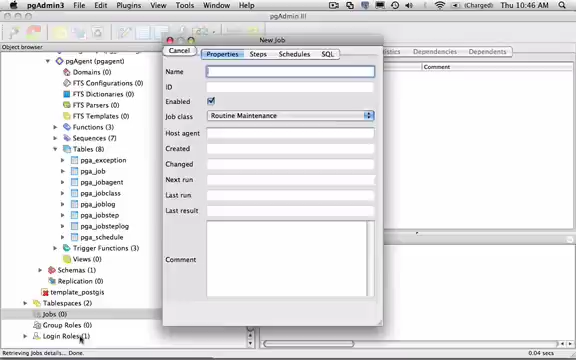 pgAdmin3 File Edit Plugins View Tools Window Help (Charged) Thu 10:46 AM
pgAdmin III
Object browser
pgAgent (pgagent)
Domains (0)
FTS Configurations (0)
FTS Dictionaries (0)
FTS Parsers (0)
FTS Templates (0)
Functions (3)
Sequences (7)
Tables (8)
pga_exception
pga_job
pga_jobagent
pga_jobclass
pga_joblog
pga_jobstep
pga_jobsteplog
pga_schedule
Trigger Functions (3)
Views (0)
Schemas (1)
Replication (0)
template_postgis
Tablespaces (2)
Jobs (0)
Group Roles (0)
Login Roles (1)
Retrieving Jobs details... Done.
New Job
Cancel
Properties Steps Schedules SQL
Name
ID
Enabled
Job class Routine Maintenance
Host agent
Created
Changed
Next run
Last run
Last result
Comment
Statistics Dependencies Dependents
Comment
0.04 secs